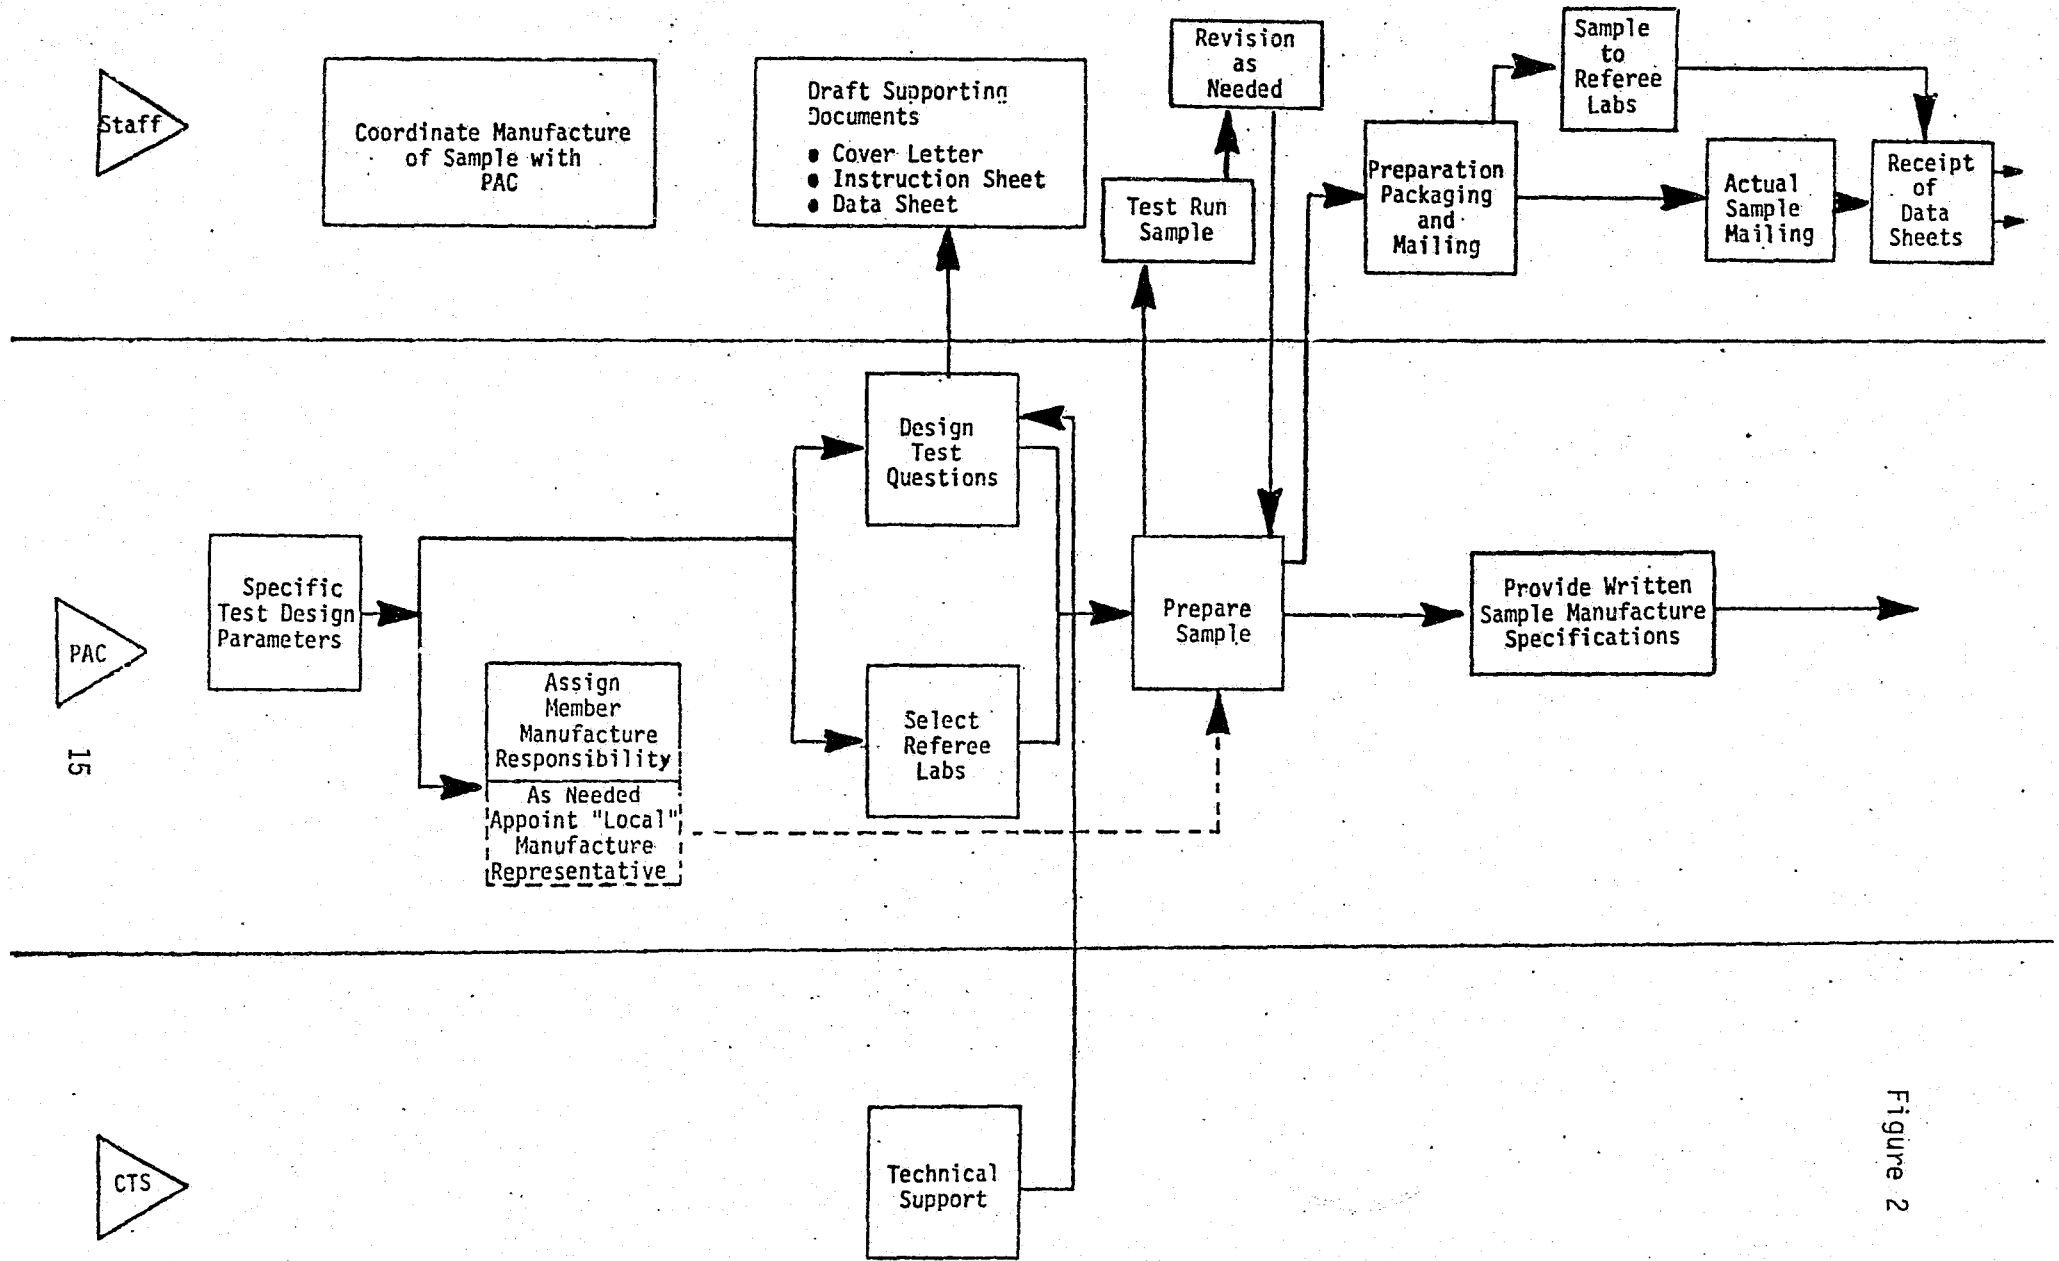 Staff
Coordinate Manufacture
of Sample with
PAC
Draft Supporting
Documents
• Cover Letter
• Instruction Sheet
• Data Sheet
Revision
as
Needed
Test Run
Sample
Preparation
Packaging
and
Mailing
Sample
to
Referee
Labs
Actual
Sample
Mailing
Receipt
of
Data
Sheets
PAC
Specific
Test Design
Parameters
Assign
Member
Manufacture
Responsibility
As Needed
Appoint "Local"
Manufacture
Representative
Design
Test
Questions
Select
Referee
Labs
Prepare
Sample
Provide Written
Sample Manufacture
Specifications
15
CTS
Technical
Support
Figure 2